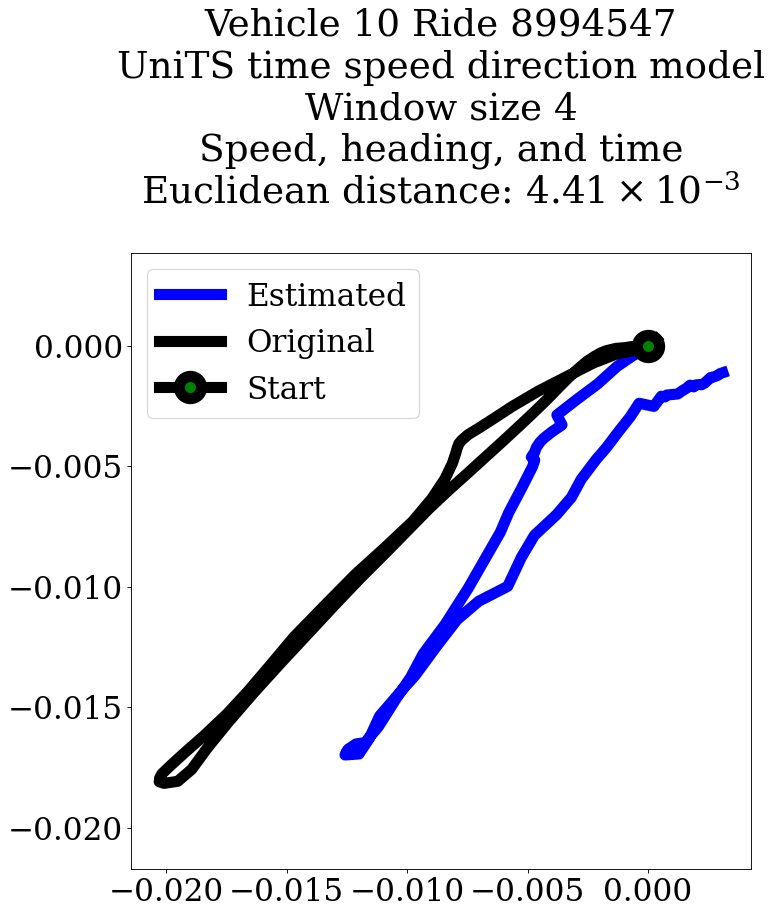 Vehicle 10 Ride 8994547
UniTS time speed direction model
Window size 4
Speed, heading, and time
Euclidean distance: 4.41 × 10⁻³
Estimated
Original
Start
0.000
−0.005
−0.010
−0.015
−0.020
−0.020 −0.015 −0.010 −0.005 0.000